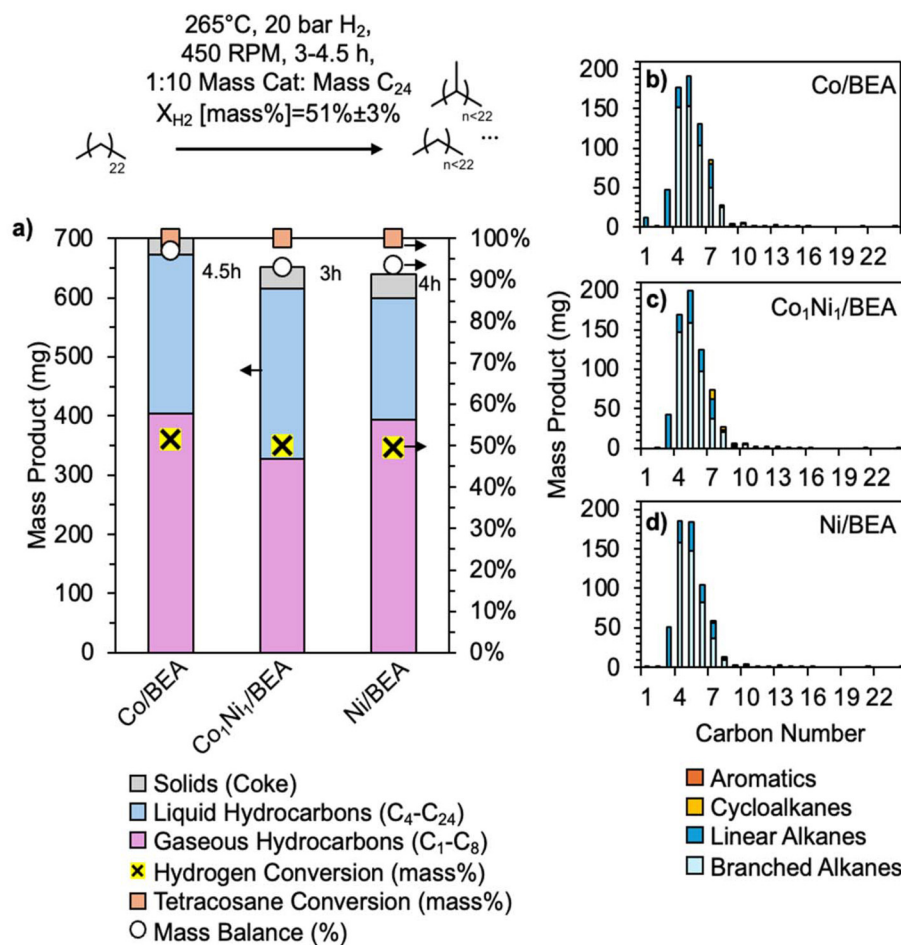 265°C, 20 bar H₂,
450 RPM, 3-4.5 h,
1:10 Mass Cat: Mass C₂₄
X_H2 [mass%]=51%±3%
22
n<22
n<22
...
a)
700
600
500
400
300
200
100
0
Mass Product (mg)
100%
90%
80%
70%
60%
50%
40%
30%
20%
10%
0%
4.5h
3h
4h
Co/BEA
Co₁Ni₁/BEA
Ni/BEA
Solids (Coke)
Liquid Hydrocarbons (C₄-C₂₄)
Gaseous Hydrocarbons (C₁-C₈)
Hydrogen Conversion (mass%)
Tetracosane Conversion (mass%)
Mass Balance (%)
b)
Co/BEA
200
150
100
50
0
1 4 7 10 13 16 19 22
c)
Co₁Ni₁/BEA
200
150
100
50
0
1 4 7 10 13 16 19 22
Mass Product (mg)
d)
Ni/BEA
200
150
100
50
0
1 4 7 10 13 16 19 22
Carbon Number
Aromatics
Cycloalkanes
Linear Alkanes
Branched Alkanes